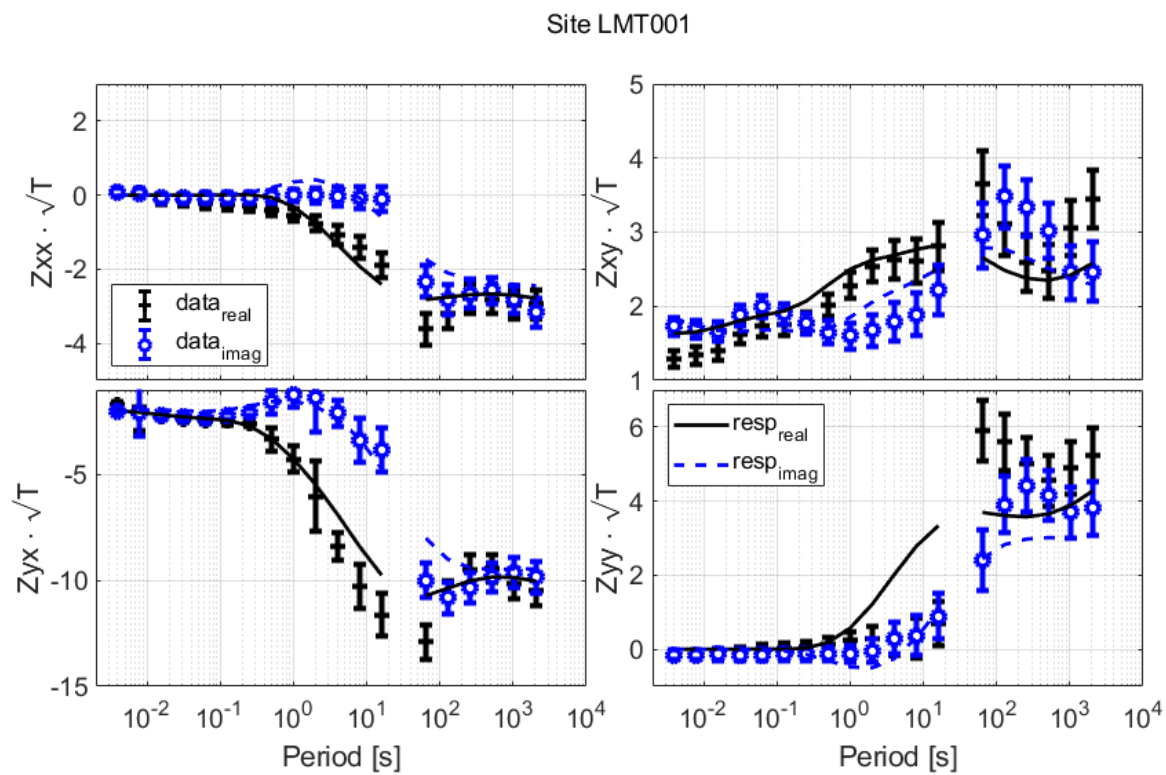 Site LMT001
Zxx · √T
2
0
-2
-4
data_real
data_imag
Zxy · √T
5
4
3
2
1
Zyx · √T
-5
-10
-15
10^-2 10^-1 10^0 10^1 10^2 10^3 10^4
Period [s]
Zyy · √T
6
4
2
0
resp_real
resp_imag
10^-2 10^-1 10^0 10^1 10^2 10^3 10^4
Period [s]